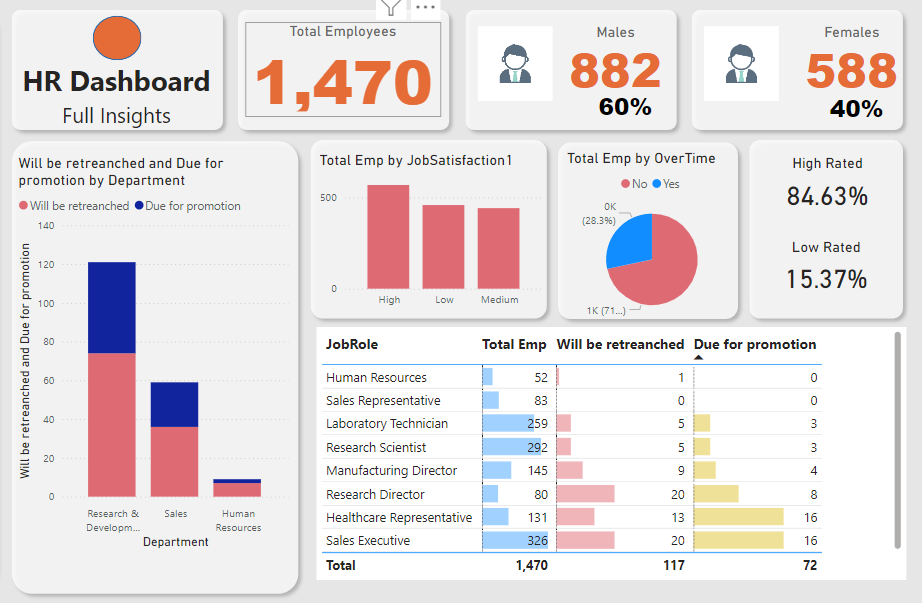 HR Dashboard
Full Insights
Total Employees
1,470
Males
882
60%
Females
588
40%
Will be retreanched and Due for
promotion by Department
Will be retreanched Due for promotion
Will be retreanched and Due for promotion
140
120
100
80
60
40
20
0
Research &
Developm...
Sales
Human
Resources
Department
Total Emp by JobSatisfaction1
500
0
High Low Medium
Total Emp by OverTime
No Yes
0K
(28.3%)
1K (71...)
High Rated
84.63%
Low Rated
15.37%
JobRole Total Emp Will be retreanched Due for promotion
Human Resources 52 1 0
Sales Representative 83 0 0
Laboratory Technician 259 5 3
Research Scientist 292 5 3
Manufacturing Director 145 9 4
Research Director 80 20 8
Healthcare Representative 131 13 16
Sales Executive 326 20 16
Total 1,470 117 72